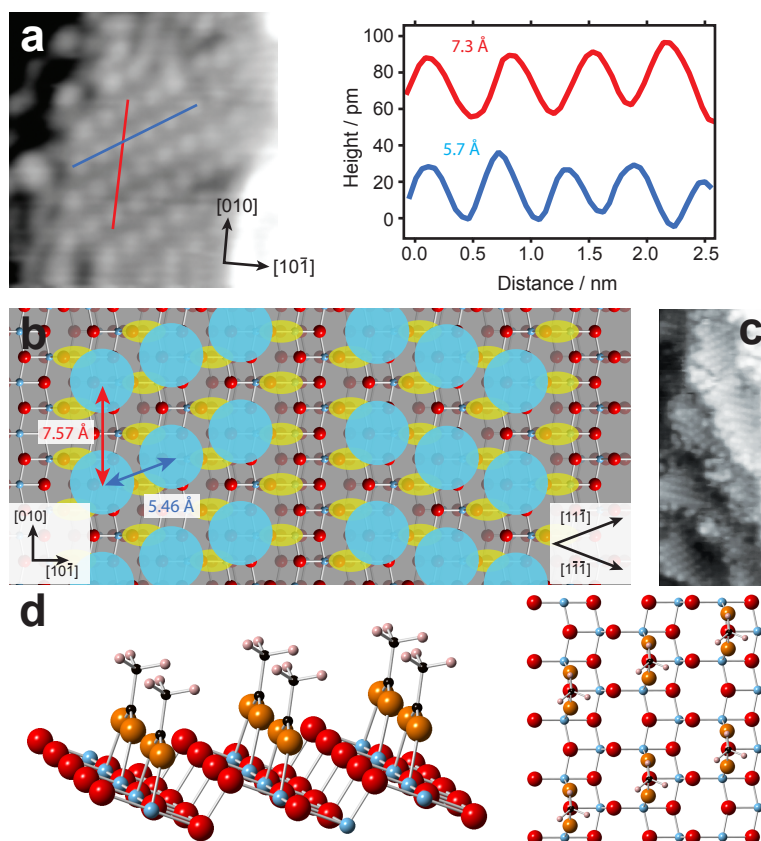 a
[010]
[101̄]
Height / pm
100
80
60
40
20
0
7.3 Å
5.7 Å
0.0 0.5 1.0 1.5 2.0 2.5
Distance / nm
b
7.57 Å
5.46 Å
[010]
[101̄]
[111̄]
[11̄1̄]
c
d